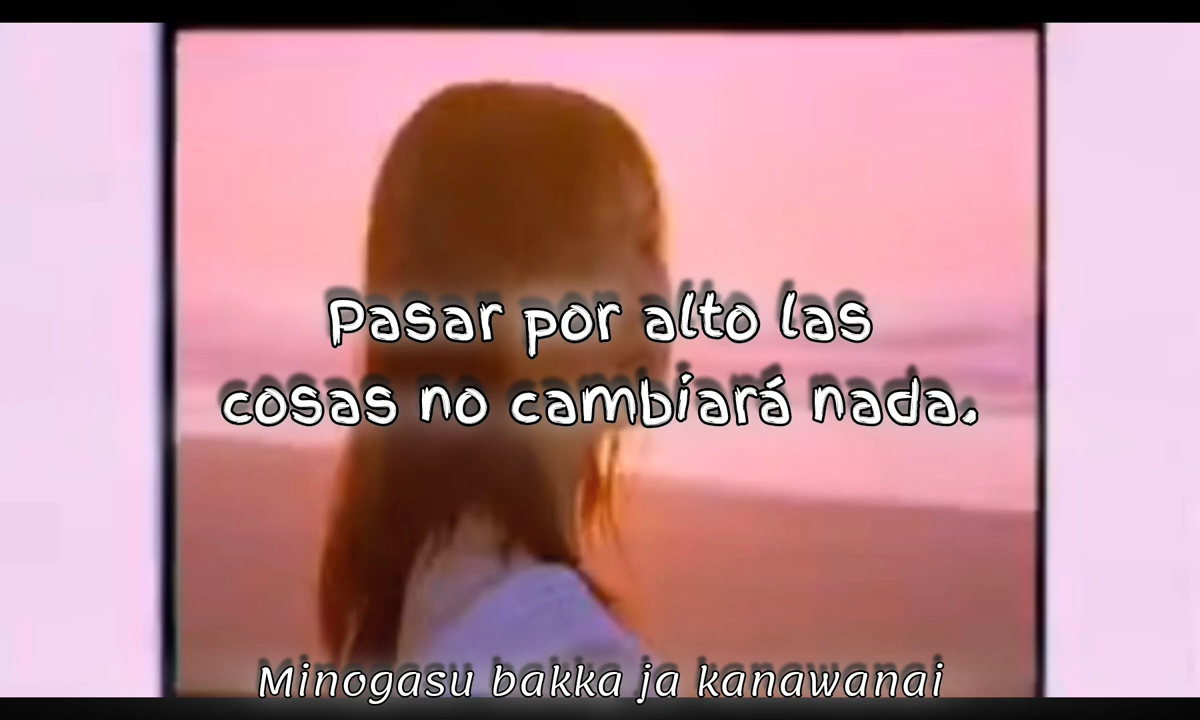 Pasar por alto las
cosas no cambiará nada.
Minogasu bakka ja kanawanai